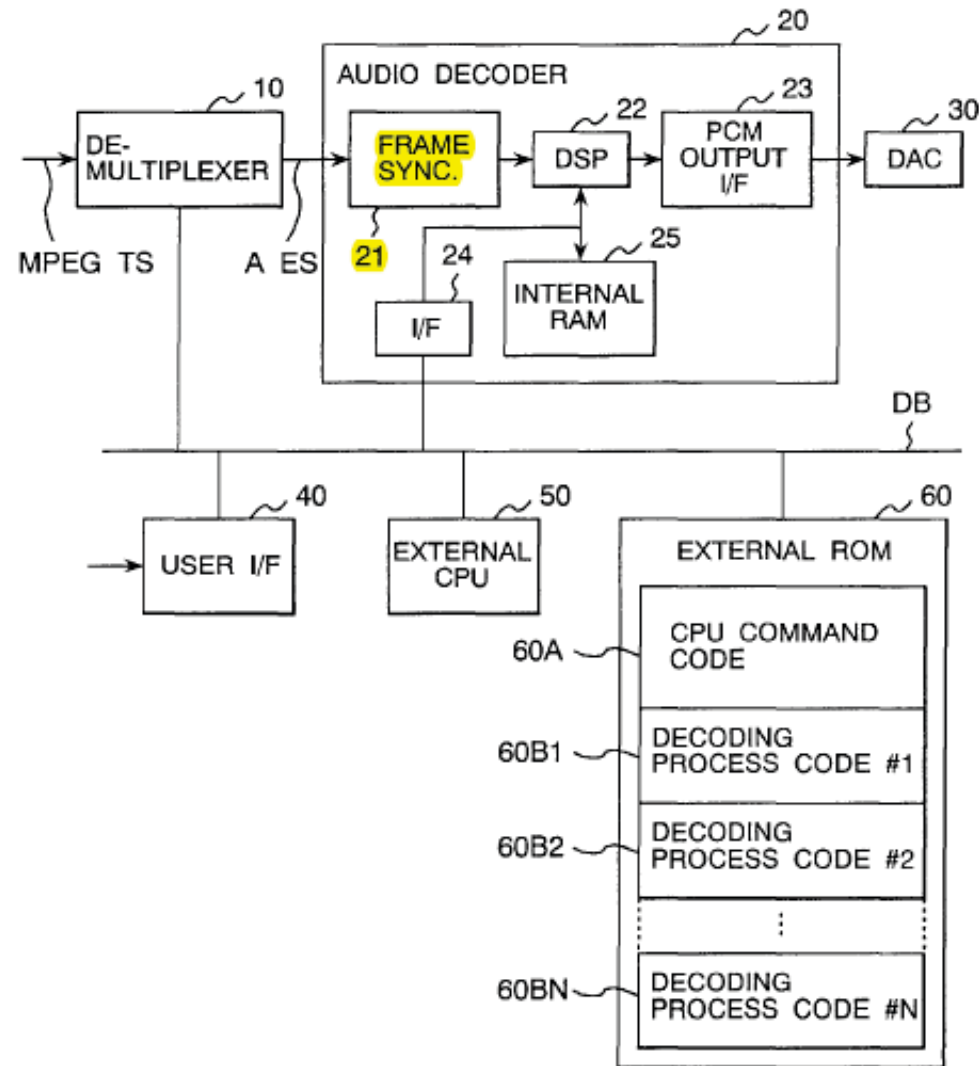 20
AUDIO DECODER
10
DE-
MULTIPLEXER
FRAME
SYNC.
21
22
DSP
23
PCM
OUTPUT
I/F
30
DAC
MPEG TS
A ES
24
I/F
25
INTERNAL
RAM
DB
40
USER I/F
50
EXTERNAL
CPU
60
EXTERNAL ROM
60A
CPU COMMAND
CODE
60B1
DECODING
PROCESS CODE #1
60B2
DECODING
PROCESS CODE #2
60BN
DECODING
PROCESS CODE #N